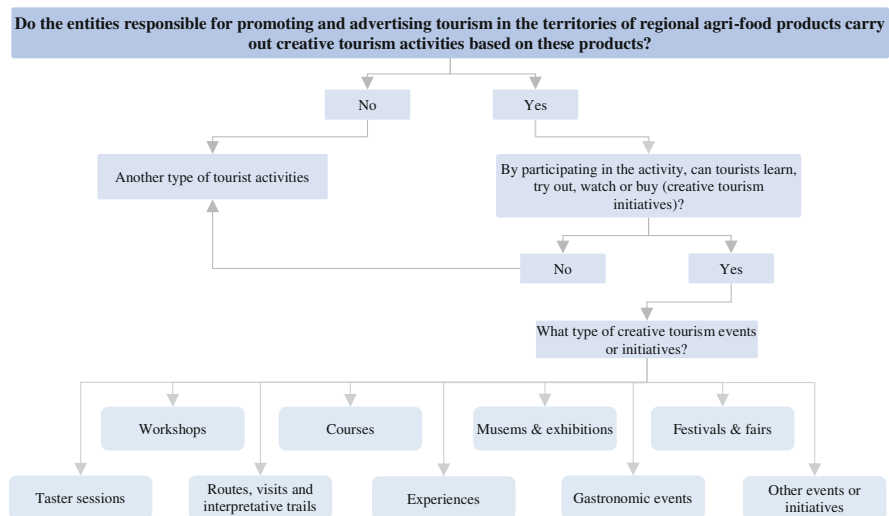 Do the entities responsible for promoting and advertising tourism in the territories of regional agri-food products carry
out creative tourism activities based on these products?
No
Yes
Another type of tourist activities
By participating in the activity, can tourists learn,
try out, watch or buy (creative tourism
initiatives)?
No
Yes
What type of creative tourism events
or initiatives?
Workshops
Courses
Musems & exhibitions
Festivals & fairs
Taster sessions
Routes, visits and
interpretative trails
Experiences
Gastronomic events
Other events or
initiatives